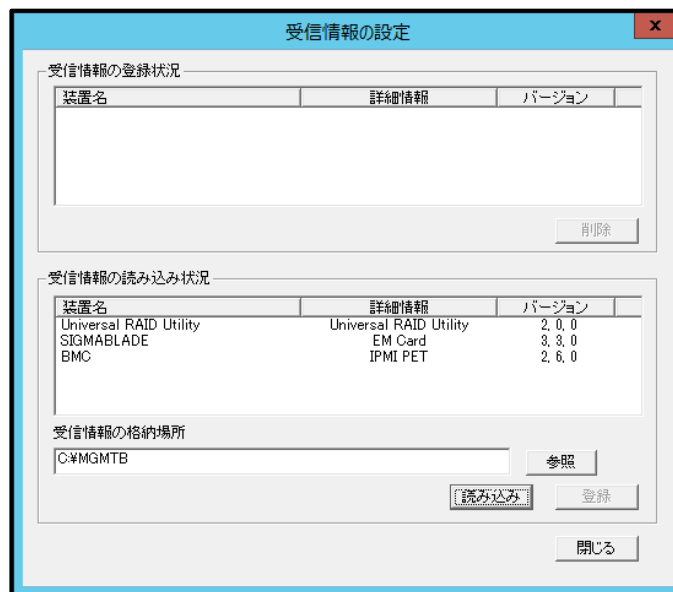 受信情報の設定
x
受信情報の登録状況
装置名 詳細情報 バージョン
削除
受信情報の読み込み状況
装置名 詳細情報 バージョン
Universal RAID Utility Universal RAID Utility 2, 0, 0
SIGMABLADE EM Card 3, 3, 0
BMC IPMI PET 2, 6, 0
受信情報の格納場所
C:¥MGMTB 参照
読み込み 登録
閉じる